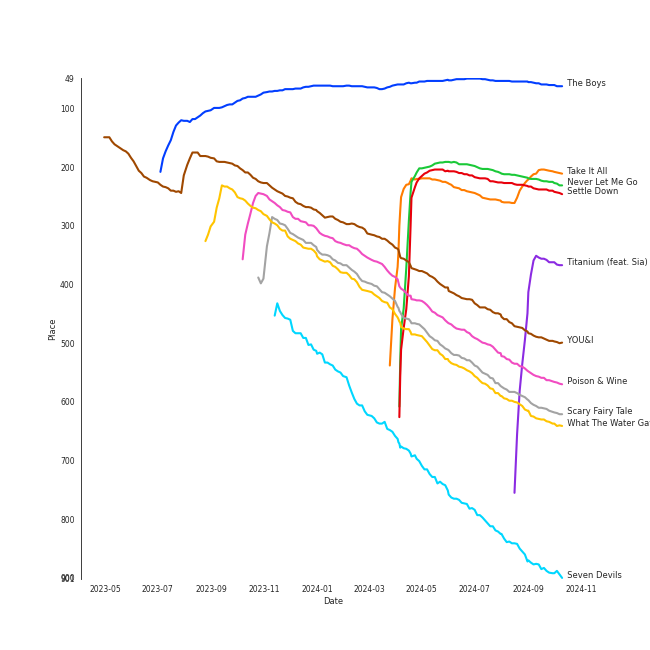 49
100
200
300
400
500
600
700
800
900
Place
2023-05
2023-07
2023-09
2023-11
2024-01
2024-03
2024-05
2024-07
2024-09
2024-11
Date
The Boys
Take It All
Never Let Me Go
Settle Down
Titanium (feat. Sia)
YOU&I
Poison & Wine
Scary Fairy Tale
What The Water Ga
Seven Devils